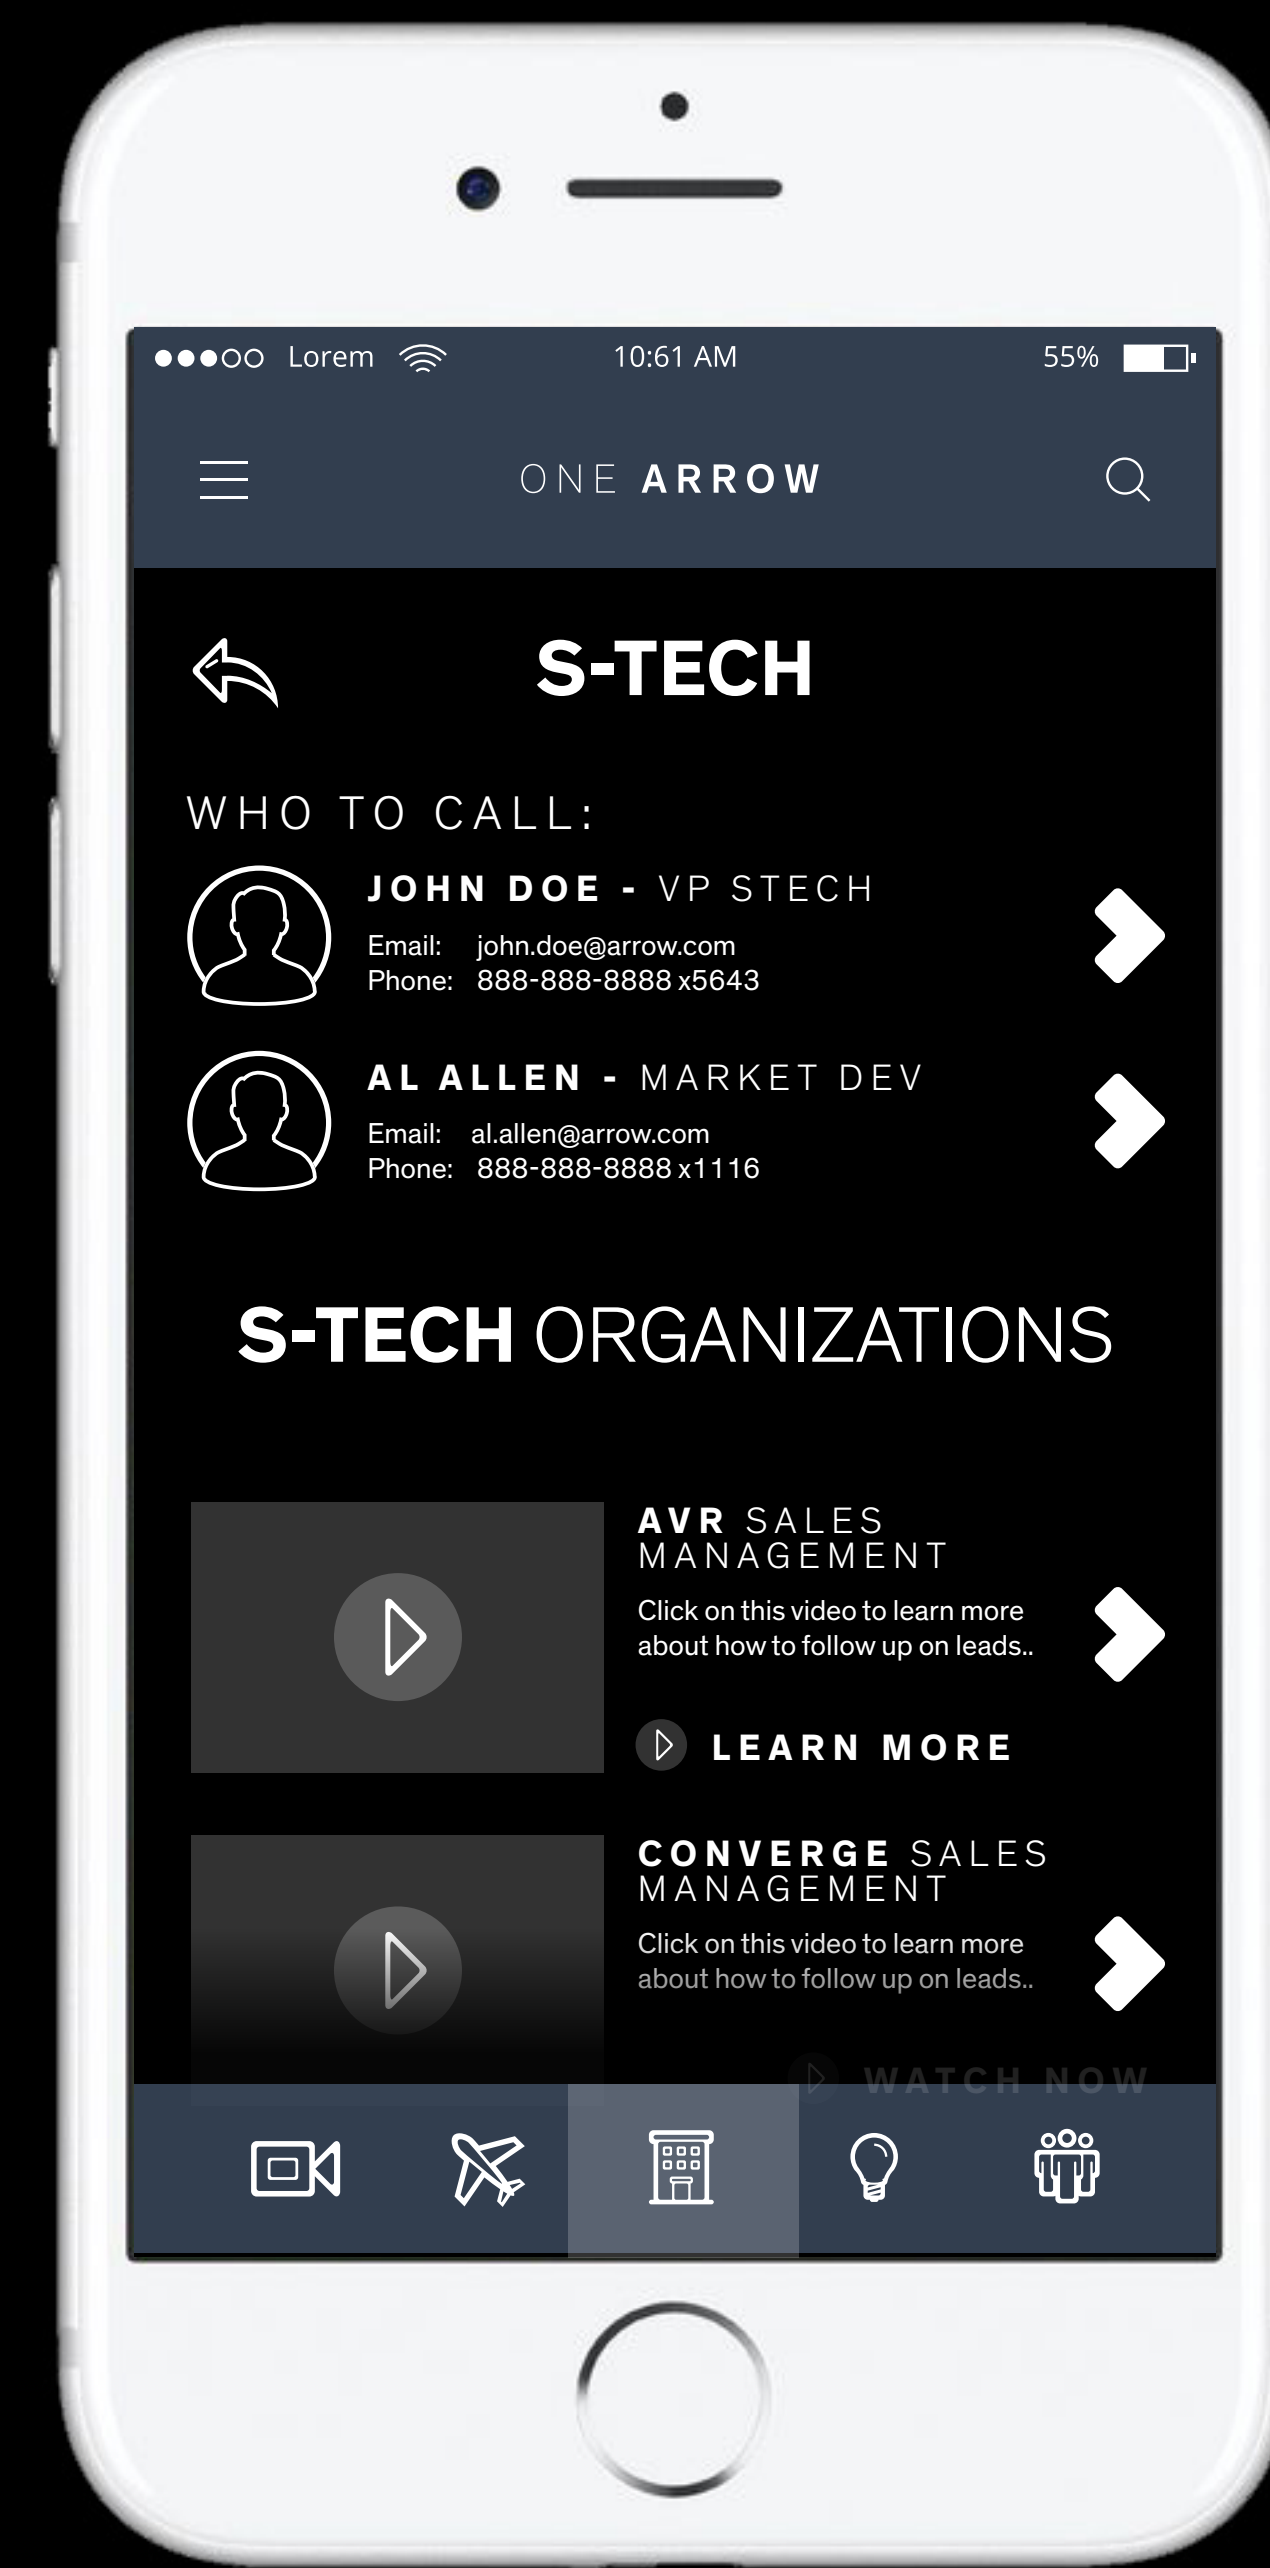 Lorem 10:61 AM 55%
ONE ARROW
S-TECH
WHO TO CALL:
JOHN DOE - VP STECH
Email: john.doe@arrow.com
Phone: 888-888-8888 x5643
AL ALLEN - MARKET DEV
Email: al.allen@arrow.com
Phone: 888-888-8888 x1116
S-TECH ORGANIZATIONS
AVR SALES
MANAGEMENT
Click on this video to learn more
about how to follow up on leads..
LEARN MORE
CONVERGE SALES
MANAGEMENT
Click on this video to learn more
about how to follow up on leads..
WATCH NOW